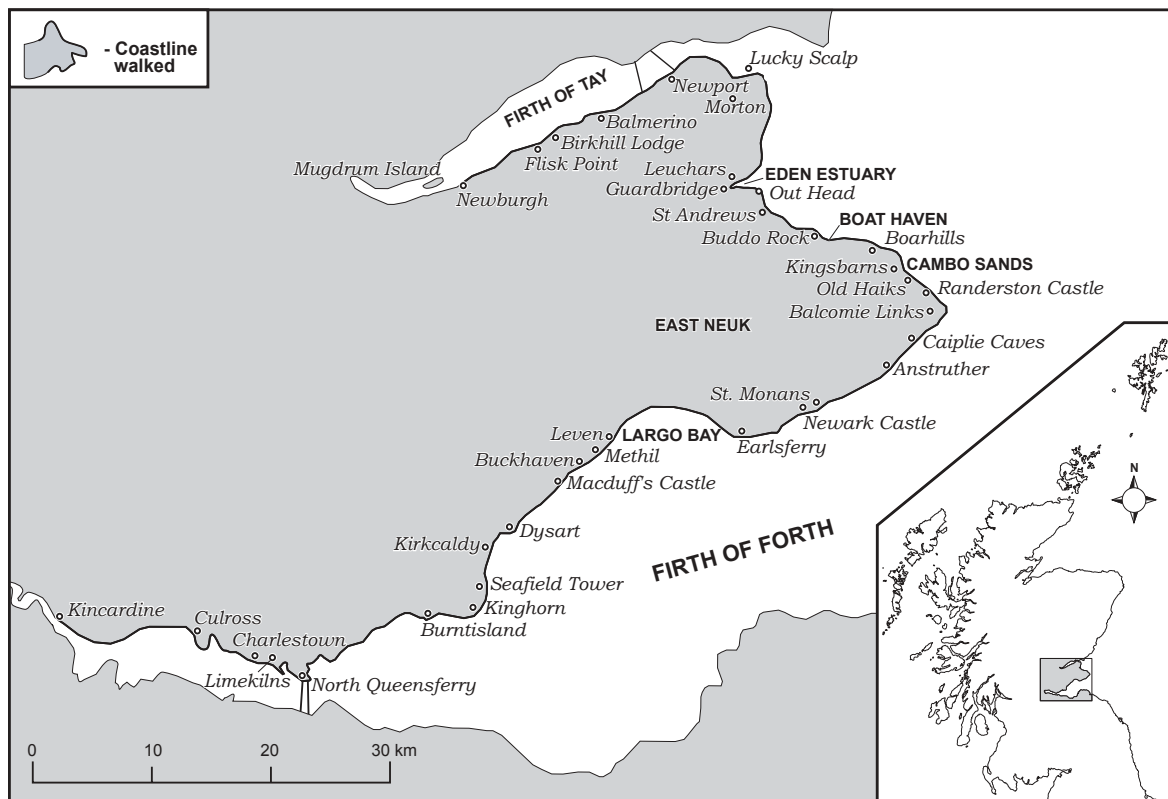 - Coastline
walked
Lucky Scalp
FIRTH OF TAY
Newport
Morton
Balmerino
Birkhill Lodge
Flisk Point
Mugdrum Island
Newburgh
Leuchars
EDEN ESTUARY
Guardbridge
Out Head
St Andrews
BOAT HAVEN
Buddo Rock
Boarhills
Kingsbarns
CAMBO SANDS
Old Haiks
Randerston Castle
Balcomie Links
EAST NEUK
Caiplie Caves
Anstruther
St. Monans
Newark Castle
Leven
LARGO BAY
Earlsferry
Methil
Buckhaven
Macduff's Castle
Dysart
Kirkcaldy
FIRTH OF FORTH
Seafield Tower
Kinghorn
Burntisland
Kincardine
Culross
Charlestown
Limekilns
North Queensferry
N
0 10 20 30 km